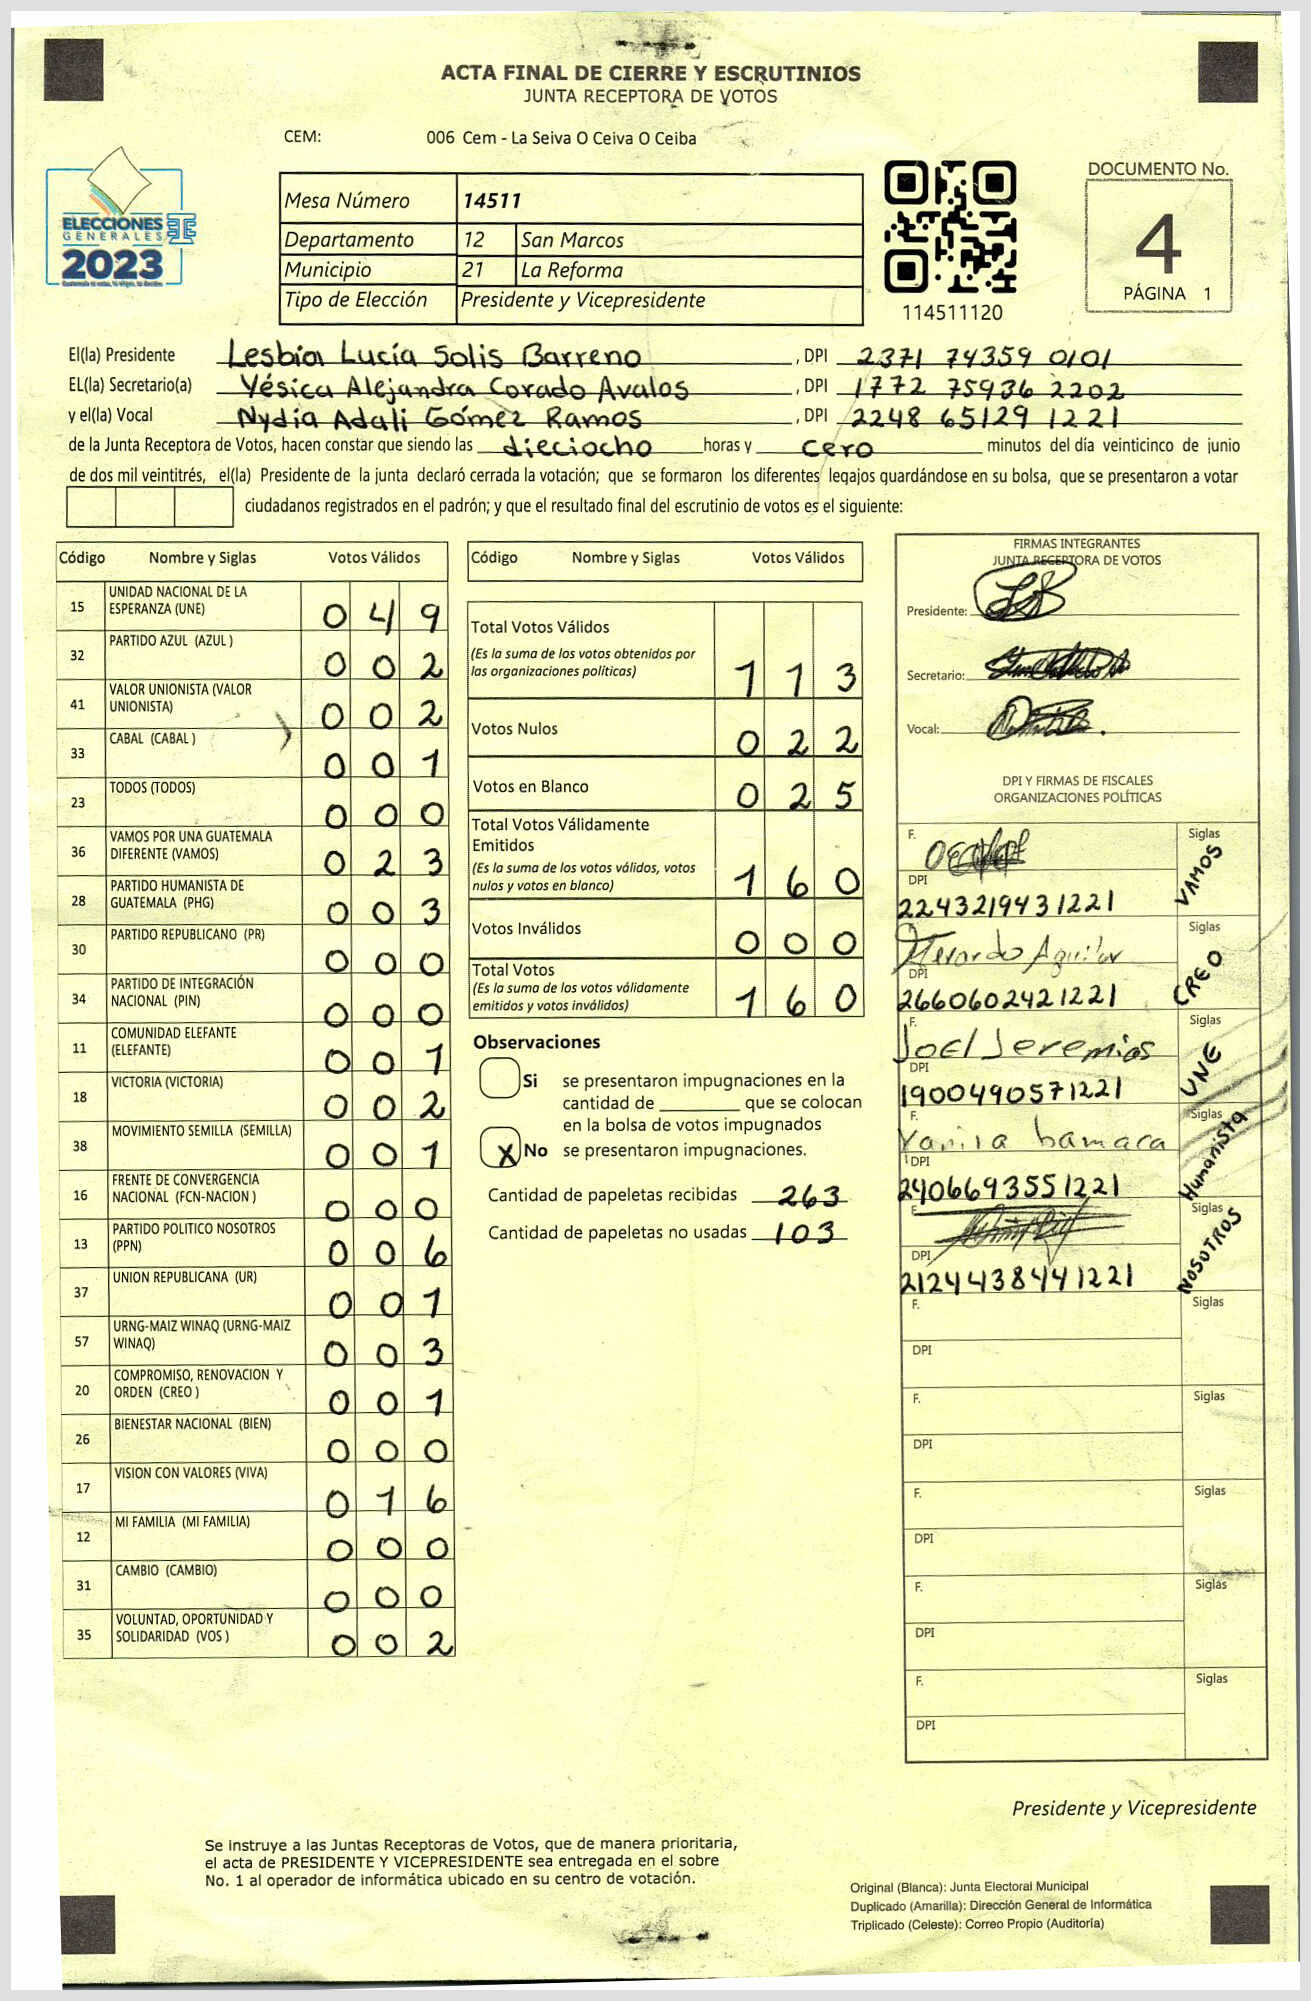 ACTA FINAL DE CIERRE Y ESCRUTINIOS
JUNTA RECEPTORA DE VOTOS
CEM: 006 Cem - La Seiva O Ceiva O Ceiba
ELECCIONES
GENERALES
2023
Mesa Número 14511
Departamento 12 San Marcos
Municipio 21 La Reforma
Tipo de Elección Presidente y Vicepresidente
114511120
DOCUMENTO No.
4
PÁGINA 1
El(la) Presidente Lesbia Lucía Solis Barreno, DPI 2371 74359 0101
EL(la) Secretario(a) Yésica Alejandra Corado Avalos, DPI 1772 75936 2202
y el(la) Vocal Nydia Adali Gómez Ramos, DPI 2248 65129 1221
de la Junta Receptora de Votos, hacen constar que siendo las dieciocho horas y cero minutos del día veinticinco de junio
de dos mil veintitrés, el(la) Presidente de la junta declaró cerrada la votación; que se formaron los diferentes legajos guardándose en su bolsa, que se presentaron a votar
ciudadanos registrados en el padrón; y que el resultado final del escrutinio de votos es el siguiente:
Código Nombre y Siglas Votos Válidos
15 UNIDAD NACIONAL DE LA ESPERANZA (UNE) 0 4 9
32 PARTIDO AZUL (AZUL ) 0 0 2
41 VALOR UNIONISTA (VALOR UNIONISTA) 0 0 2
33 CABAL (CABAL ) 0 0 1
23 TODOS (TODOS) 0 0 0
36 VAMOS POR UNA GUATEMALA DIFERENTE (VAMOS) 0 2 3
28 PARTIDO HUMANISTA DE GUATEMALA (PHG) 0 0 3
30 PARTIDO REPUBLICANO (PR) 0 0 0
34 PARTIDO DE INTEGRACIÓN NACIONAL (PIN) 0 0 0
11 COMUNIDAD ELEFANTE (ELEFANTE) 0 0 1
18 VICTORIA (VICTORIA) 0 0 2
38 MOVIMIENTO SEMILLA (SEMILLA) 0 0 1
16 FRENTE DE CONVERGENCIA NACIONAL (FCN-NACION ) 0 0 0
13 PARTIDO POLITICO NOSOTROS (PPN) 0 0 6
37 UNION REPUBLICANA (UR) 0 0 1
57 URNG-MAIZ WINAQ (URNG-MAIZ WINAQ) 0 0 3
20 COMPROMISO, RENOVACION Y ORDEN (CREO ) 0 0 1
26 BIENESTAR NACIONAL (BIEN) 0 0 0
17 VISION CON VALORES (VIVA) 0 1 6
12 MI FAMILIA (MI FAMILIA) 0 0 0
31 CAMBIO (CAMBIO) 0 0 0
35 VOLUNTAD, OPORTUNIDAD Y SOLIDARIDAD (VOS ) 0 0 2
Código Nombre y Siglas Votos Válidos
Total Votos Válidos
(Es la suma de los votos obtenidos por
las organizaciones políticas) 1 1 3
Votos Nulos 0 2 2
Votos en Blanco 0 2 5
Total Votos Válidamente
Emitidos
(Es la suma de los votos válidos, votos
nulos y votos en blanco) 1 6 0
Votos Inválidos 0 0 0
Total Votos
(Es la suma de los votos válidamente
emitidos y votos inválidos) 1 6 0
Observaciones
Si se presentaron impugnaciones en la
cantidad de ________ que se colocan
en la bolsa de votos impugnados
X No se presentaron impugnaciones.
Cantidad de papeletas recibidas 263
Cantidad de papeletas no usadas 103
FIRMAS INTEGRANTES
JUNTA RECEPTORA DE VOTOS
Presidente:
Secretario:
Vocal:
DPI Y FIRMAS DE FISCALES
ORGANIZACIONES POLÍTICAS
F. Siglas VAMOS
DPI
2243219431221
Aguilar Siglas CREO
DPI
2660602421221
F. Joel Jeremias Siglas UNE
DPI
1900490571221
F. bamaca Siglas Humanista
DPI
2406693551221
F. Siglas NOSOTROS
DPI
2124438441221
F. Siglas
DPI
F. Siglas
DPI
F. Siglas
DPI
F. Siglas
DPI
F. Siglas
DPI
Presidente y Vicepresidente
Se instruye a las Juntas Receptoras de Votos, que de manera prioritaria,
el acta de PRESIDENTE Y VICEPRESIDENTE sea entregada en el sobre
No. 1 al operador de informática ubicado en su centro de votación.
Original (Blanca): Junta Electoral Municipal
Duplicado (Amarilla): Dirección General de Informática
Triplicado (Celeste): Correo Propio (Auditoría)